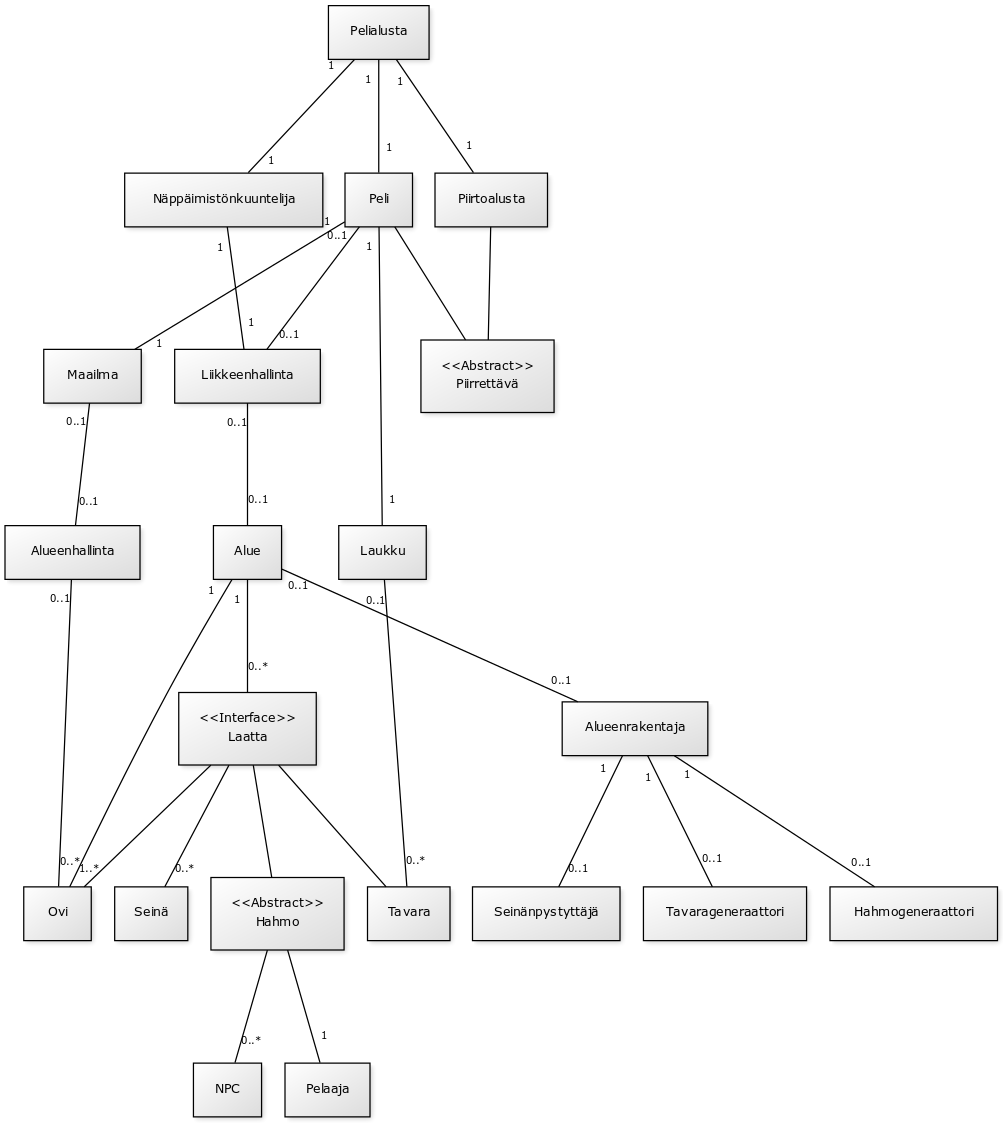 Pelialusta
1
1
1
1
1
1
Näppäimistönkuuntelija
Peli
Piirtoalusta
1
0..1
1
1
1
0..1
1
Maailma
Liikkeenhallinta
<<Abstract>>
Piirrettävä
0..1
0..1
0..1
0..1
1
Alueenhallinta
Alue
Laukku
0..1
1
1
0..1
0..1
0..*
0..1
<<Interface>>
Laatta
Alueenrakentaja
1
1
1
0..*
1..*
0..*
0..*
0..1
0..1
0..1
Ovi
Seinä
<<Abstract>>
Hahmo
Tavara
Seinänpystyttäjä
Tavarageneraattori
Hahmogeneraattori
0..*
1
NPC
Pelaaja